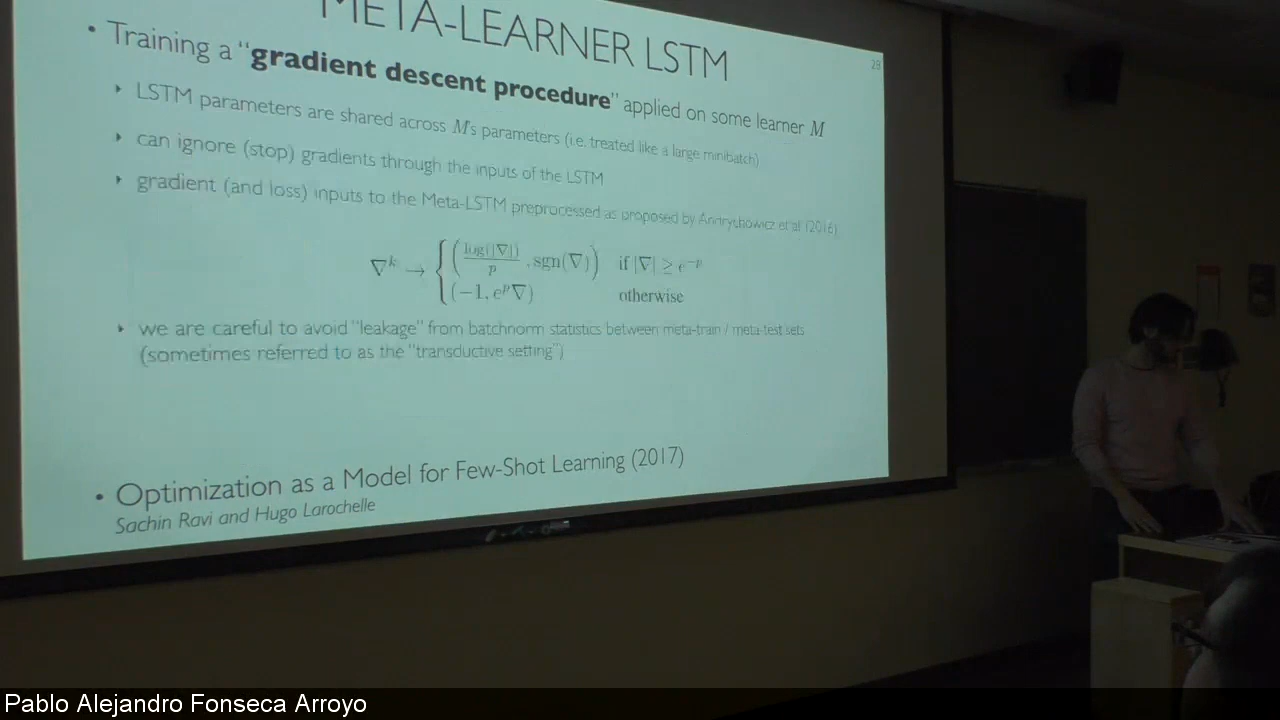 META-LEARNER LSTM
29
• Training a "gradient descent procedure" applied on some learner M
‣ LSTM parameters are shared across M's parameters (i.e. treated like a large minibatch)
‣ can ignore (stop) gradients through the inputs of the LSTM
‣ gradient (and loss) inputs to the Meta-LSTM preprocessed as proposed by Andrychowicz et al. (2016)
∇^k → { ( log(|∇|)/p , sgn(∇) ) if |∇| ≥ e^{-p}
(−1, e^p ∇) otherwise
‣ we are careful to avoid "leakage" from batchnorm statistics between meta-train / meta-test sets
(sometimes referred to as the "transductive setting")
• Optimization as a Model for Few-Shot Learning (2017)
Sachin Ravi and Hugo Larochelle
Pablo Alejandro Fonseca Arroyo